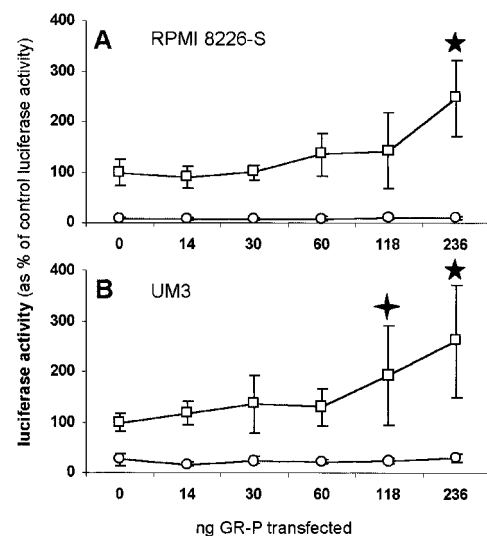 luciferase activity (as % of control luciferase activity)
A RPMI 8226-S
400
300
200
100
0
0 14 30 60 118 236
B UM3
400
300
200
100
0
0 14 30 60 118 236
ng GR-P transfected